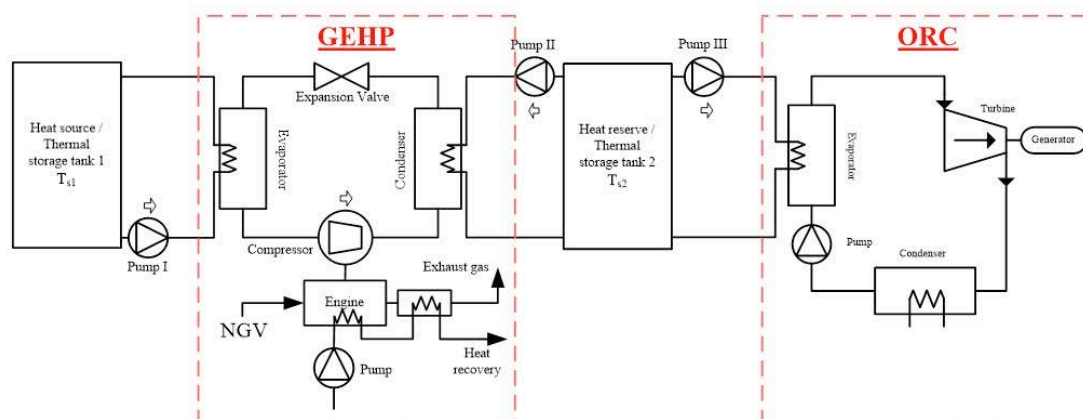 GEHP
ORC
Pump II
Pump III
Expansion Valve
Heat source /
Thermal
storage tank 1
Ts1
Evaporator
Condenser
Heat reserve /
Thermal
storage tank 2
Ts2
Evaporator
Turbine
Generator
Pump I
Compressor
Pump
Condenser
Exhaust gas
Engine
NGV
Heat
recovery
Pump